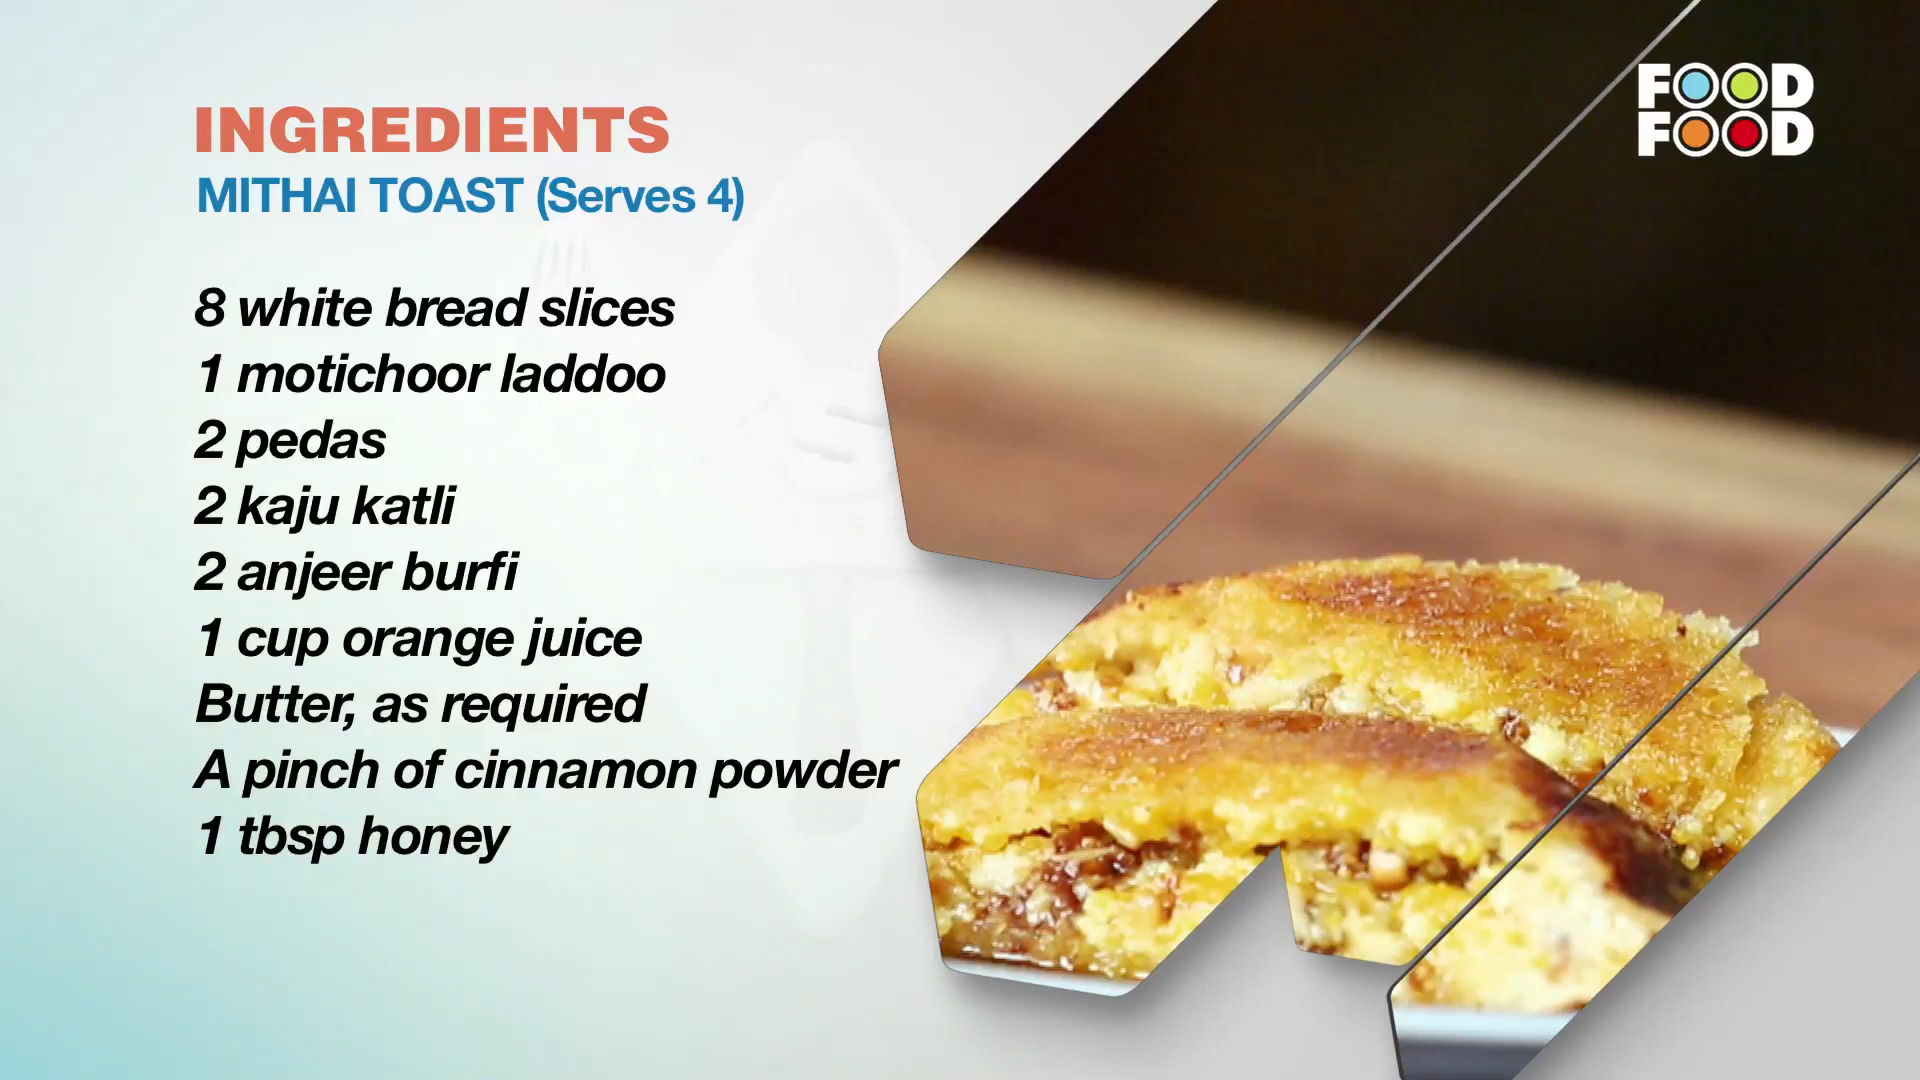 INGREDIENTS
MITHAI TOAST (Serves 4)
8 white bread slices
1 motichoor laddoo
2 pedas
2 kaju katli
2 anjeer burfi
1 cup orange juice
Butter, as required
A pinch of cinnamon powder
1 tbsp honey
FOOD
FOOD